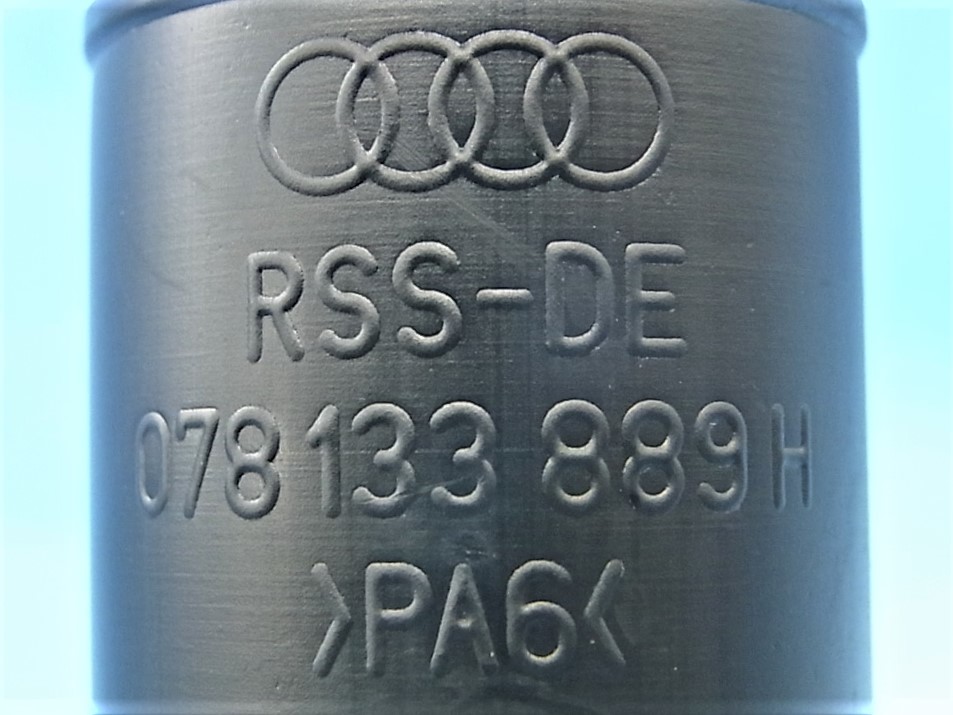 RSS-DE
078 133 889 H
>PA6<